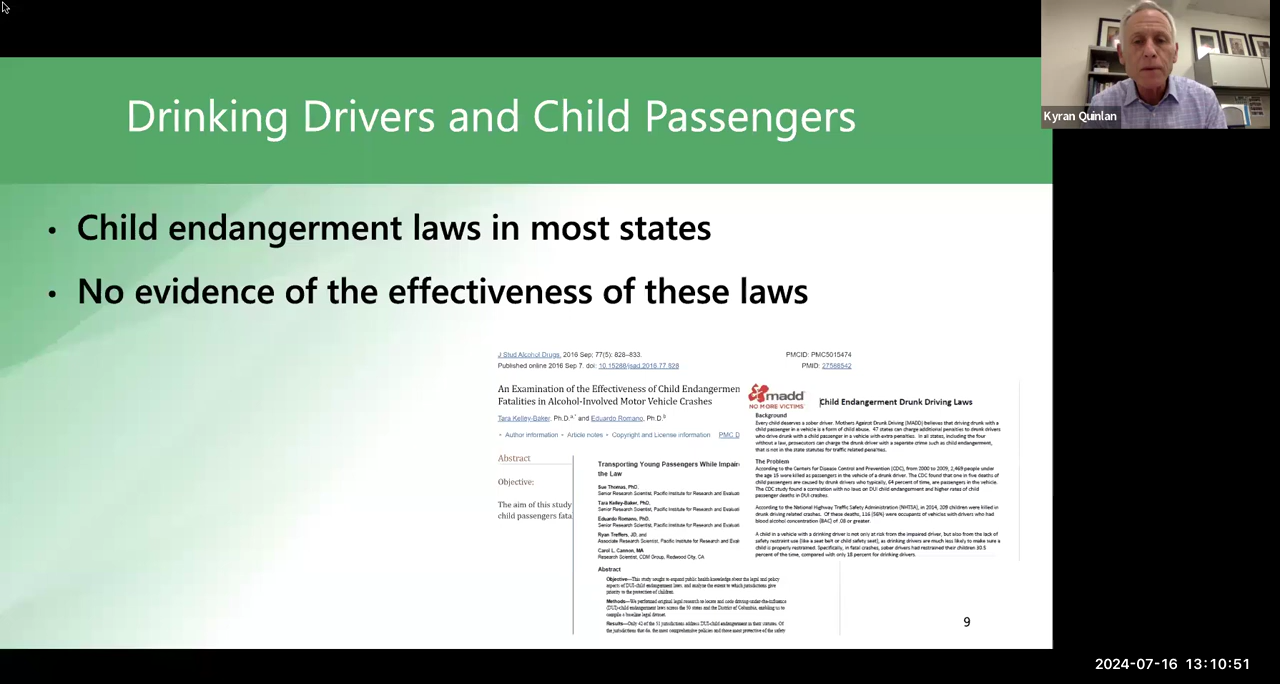 Drinking Drivers and Child Passengers
Kyran Quinlan
• Child endangerment laws in most states
• No evidence of the effectiveness of these laws
J Stud Alcohol Drugs. 2016 Sep; 77(5): 828–833.
PMCID: PMC5015474
Published online 2016 Sep 7. doi: 10.15288/jsad.2016.77.828
PMID: 27588542
An Examination of the Effectiveness of Child Endangermen
Fatalities in Alcohol-Involved Motor Vehicle Crashes
Tara Kelley-Baker, Ph.D.a,* and Eduardo Romano, Ph.D.b
• Author information • Article notes • Copyright and License information PMC D
Abstract
Objective:
The aim of this study
child passengers fata
Transporting Young Passengers While Impair
the Law
Sue Thomas, PhD,
Senior Research Scientist, Pacific Institute for Research and Evaluat
Tara Kelley-Baker, PhD,
Senior Research Scientist, Pacific Institute for Research and Evaluat
Eduardo Romano, PhD,
Senior Research Scientist, Pacific Institute for Research and Evaluat
Ryan Treffers, JD, and
Associate Research Scientist, Pacific Institute for Research and Eval
Carol L. Cannon, MA
Research Scientist, CDM Group, Redwood City, CA
Abstract
Objective—This study sought to expand public health knowledge about the legal and policy
aspects of DUI-child endangerment laws, and analyze the extent to which jurisdictions give
priority to the protection of children.
Methods—We performed original legal research to locate and code driving-under-the-influence
(DUI)-child endangerment laws across the 50 states and the District of Columbia, enabling us to
compile a baseline legal dataset.
Results—Only 42 of the 51 jurisdictions address DUI-child endangerment in their statutes. Of
the jurisdictions that do, the most comprehensive policies and those most protective of the safety
madd
NO MORE VICTIMS
Child Endangerment Drunk Driving Laws
Background
Every child deserves a sober driver. Mothers Against Drunk Driving (MADD) believes that driving drunk with a
child passenger in a vehicle is a form of child abuse. 47 states can charge additional penalties to drunk drivers
who drive drunk with a child passenger in a vehicle with extra penalties. In all states, including the four
without a law, prosecutors can charge the drunk driver with a separate crime such as child endangerment,
that is not in the state statutes for traffic related penalties.
The Problem
According to the Centers for Disease Control and Prevention (CDC), from 2000 to 2009, 2,469 people under
the age 15 were killed as passengers in the vehicle of a drunk driver. The CDC found that one in five deaths of
child passengers are caused by drunk drivers who typically, 64 percent of time, are passengers in the vehicle.
The CDC study found a correlation with no laws on DUI child endangerment and higher rates of child
passenger deaths in DUI crashes.
According to the National Highway Traffic Safety Administration (NHTSA), in 2014, 209 children were killed in
drunk driving related crashes. Of these deaths, 116 (56%) were occupants of vehicles with drivers who had
blood alcohol concentration (BAC) of .08 or greater.
A child in a vehicle with a drinking driver is not only at risk from the impaired driver, but also from the lack of
safety restraint use (like a seat belt or child safety seat), as drinking drivers are much less likely to make sure a
child is properly restrained. Specifically, in fatal crashes, sober drivers had restrained their children 30.5
percent of the time, compared with only 18 percent for drinking drivers.
9
2024-07-16 13:10:51